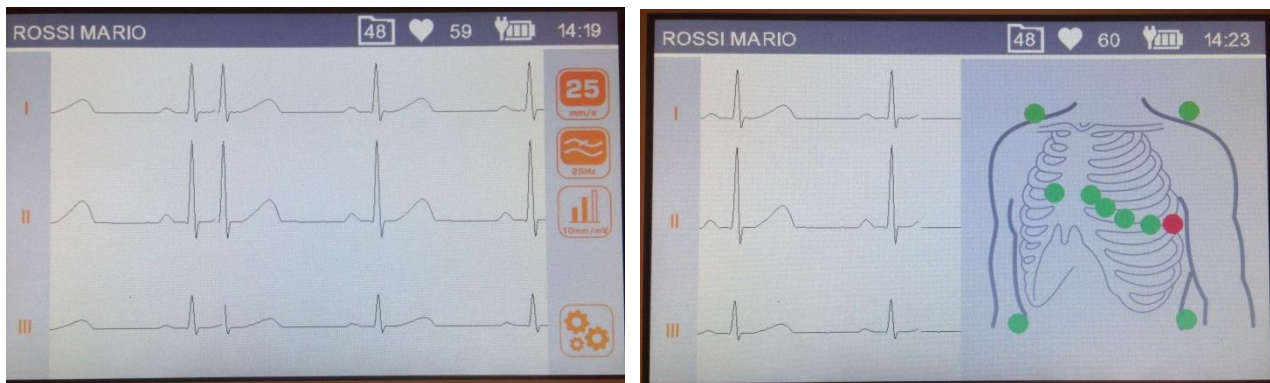 ROSSI MARIO 48 59 14:19
I
25
mm/s
25Hz
II
10mm/mV
III
ROSSI MARIO 48 60 14:23
I
II
III